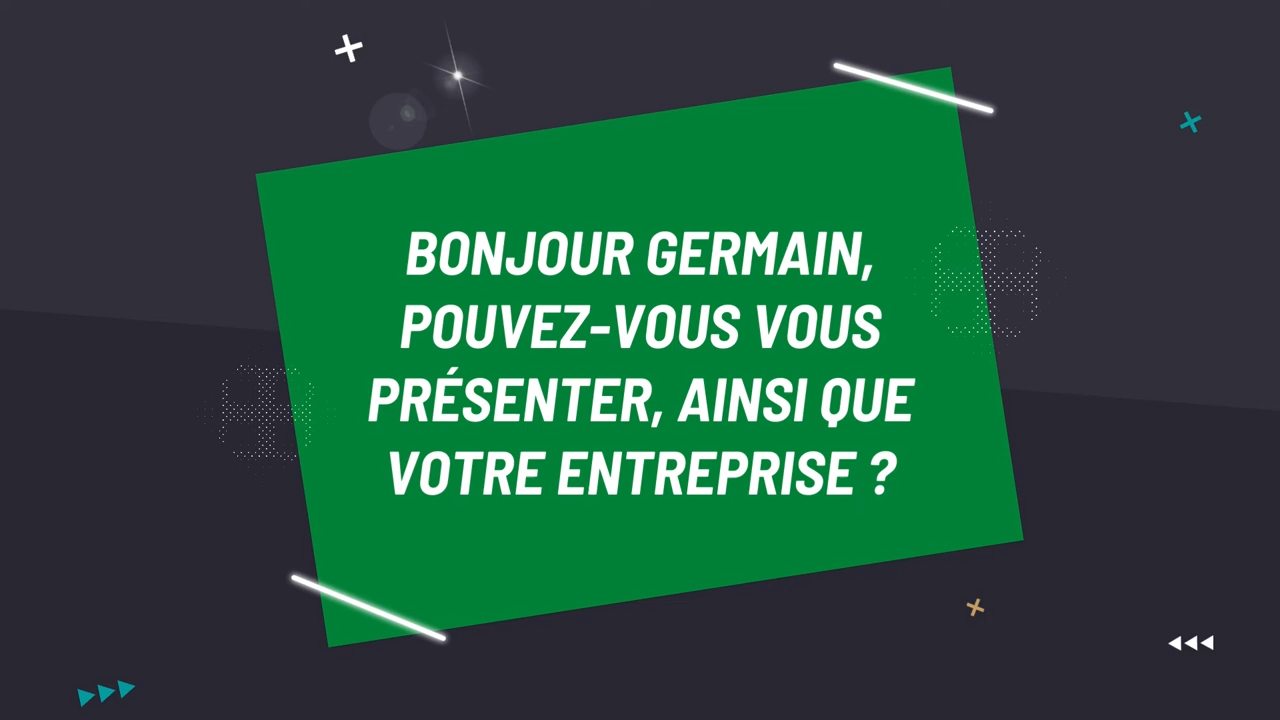 BONJOUR GERMAIN,
POUVEZ-VOUS VOUS
PRÉSENTER, AINSI QUE
VOTRE ENTREPRISE ?